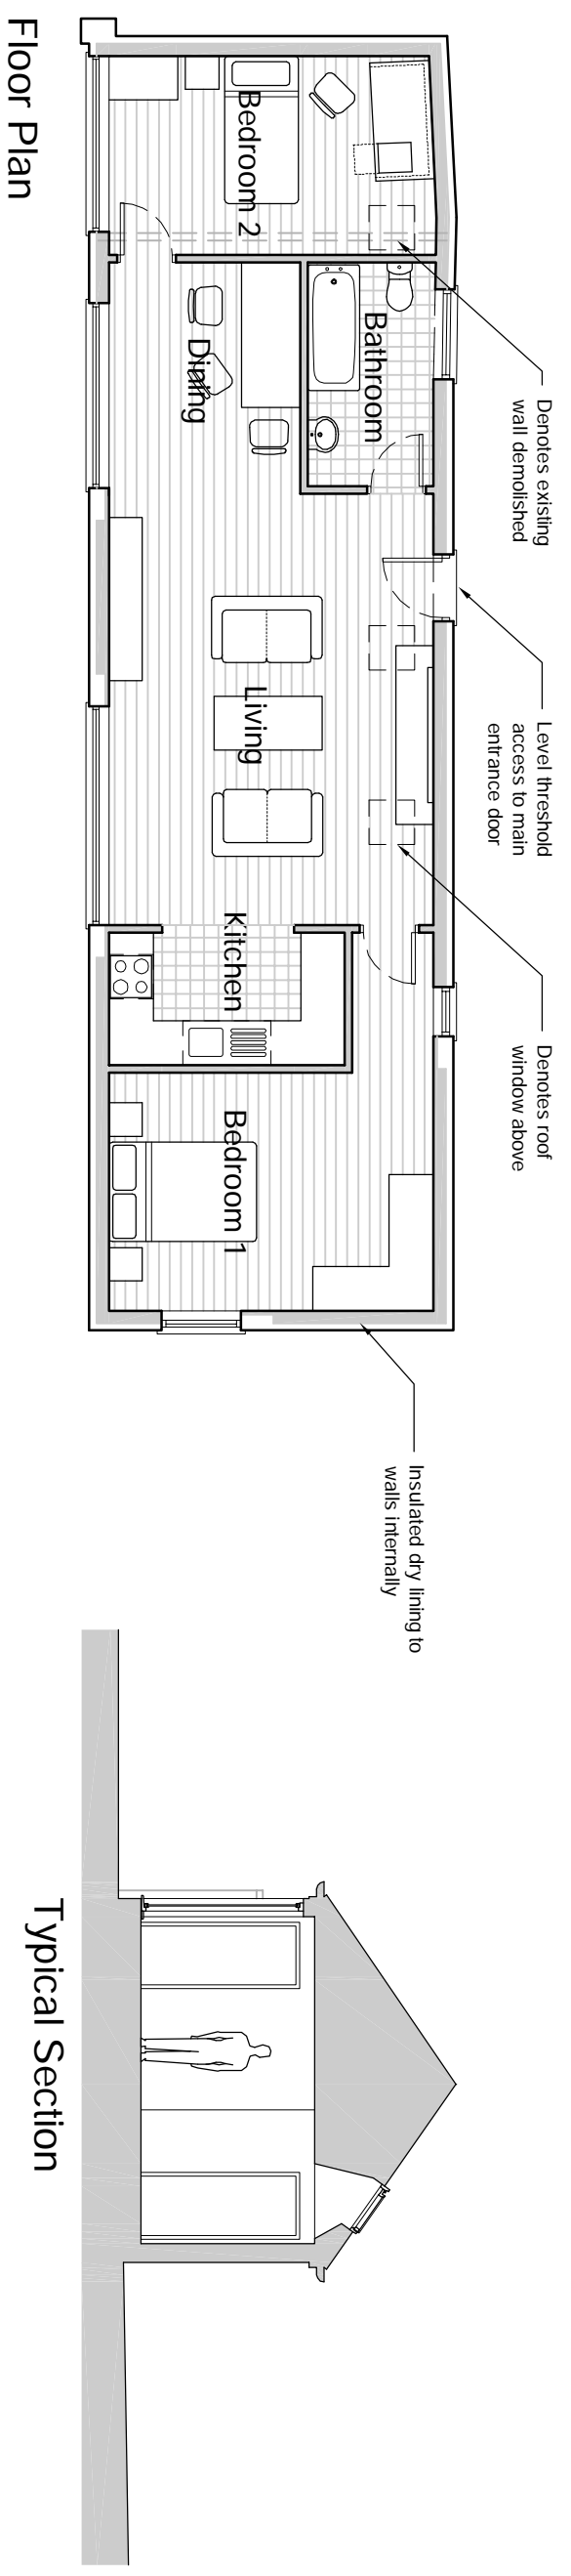 Denotes existing
wall demolished
Level threshold
access to main
entrance door
Denotes roof
window above
Insulated dry lining to
walls internally
Bedroom 2
Bathroom
Dining
Living
Kitchen
Bedroom 1
Floor Plan
Typical Section